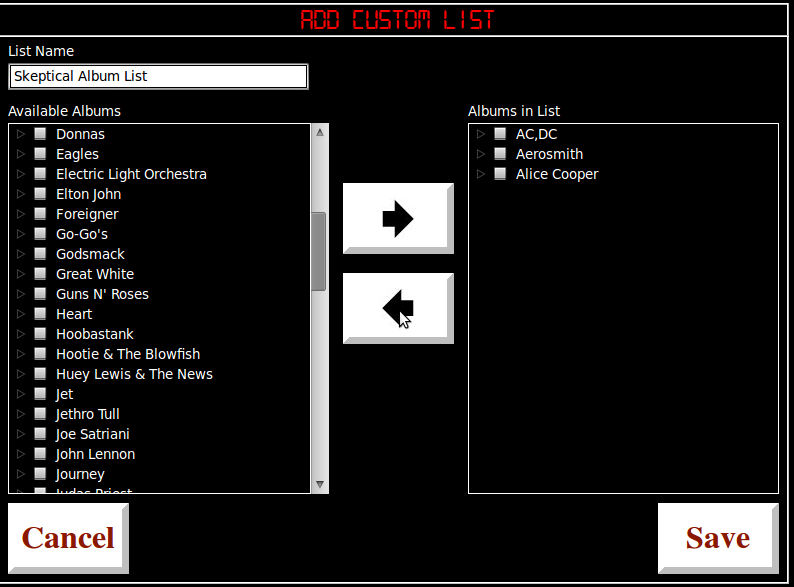 ADD CUSTOM LIST
List Name
Skeptical Album List
Available Albums
Donnas
Eagles
Electric Light Orchestra
Elton John
Foreigner
Go-Go's
Godsmack
Great White
Guns N' Roses
Heart
Hoobastank
Hootie & The Blowfish
Huey Lewis & The News
Jet
Jethro Tull
Joe Satriani
John Lennon
Journey
Judas Priest
Albums in List
AC,DC
Aerosmith
Alice Cooper
Cancel
Save